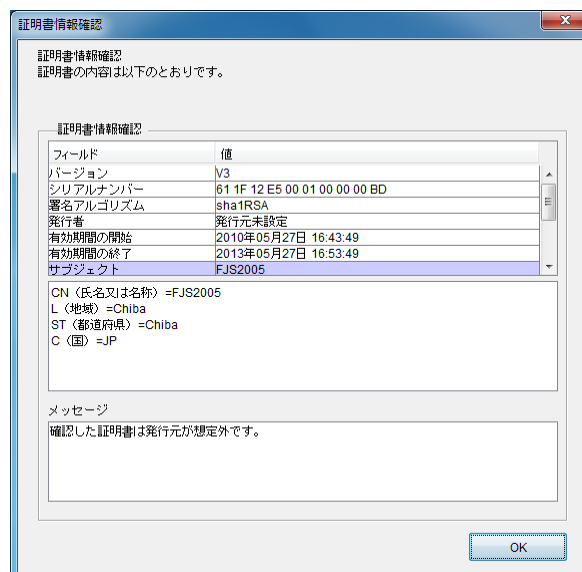 証明書情報確認
証明書情報確認
証明書の内容は以下のとおりです。
証明書情報確認
フィールド 値
バージョン V3
シリアルナンバー 61 1F 12 E5 00 01 00 00 00 BD
署名アルゴリズム sha1RSA
発行者 発行元未設定
有効期間の開始 2010年05月27日 16:43:49
有効期間の終了 2013年05月27日 16:53:49
サブジェクト FJS2005
CN（氏名又は名称）=FJS2005
L（地域）=Chiba
ST（都道府県）=Chiba
C（国）=JP
メッセージ
確認した証明書は発行元が想定外です。
OK